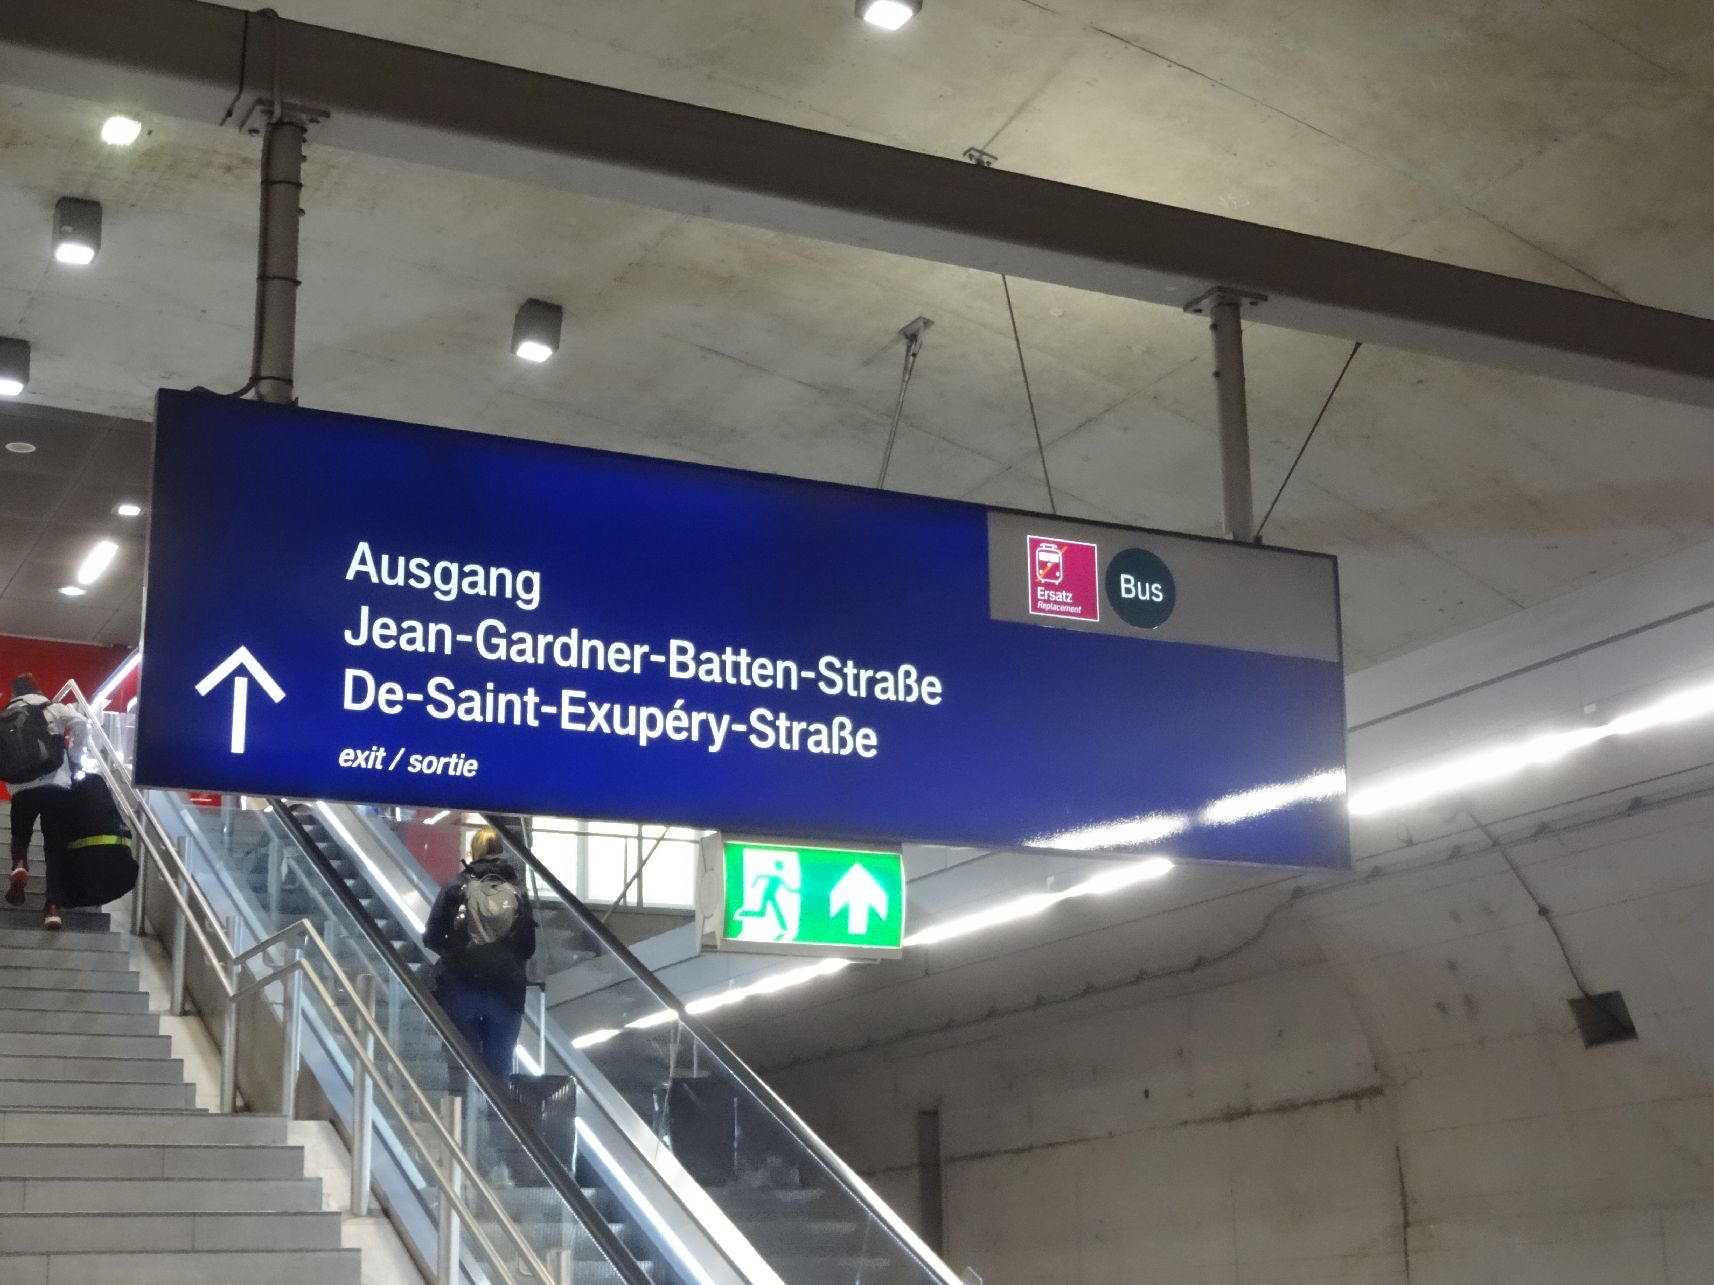 Ausgang
Jean-Gardner-Batten-Straße
De-Saint-Exupéry-Straße
exit / sortie
Ersatz
Replacement
Bus